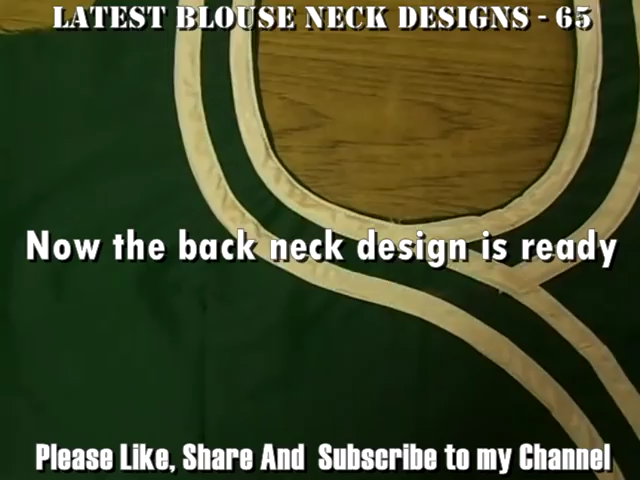 LATEST BLOUSE NECK DESIGNS - 65
Now the back neck design is ready
Please Like, Share And Subscribe to my Channel